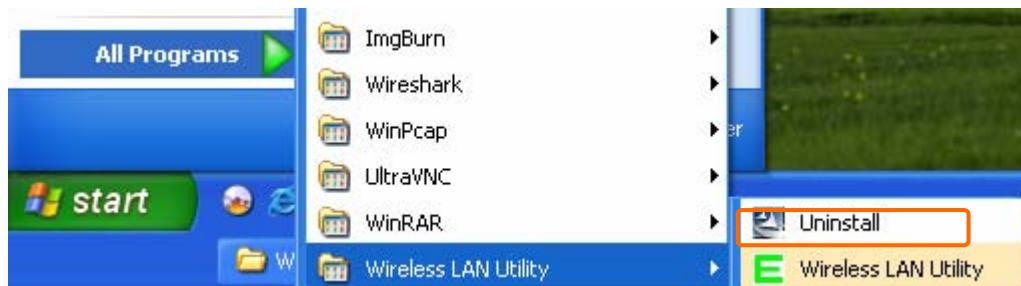 All Programs
ImgBurn
Wireshark
WinPcap
UltraVNC
WinRAR
Wireless LAN Utility
start
Uninstall
Wireless LAN Utility